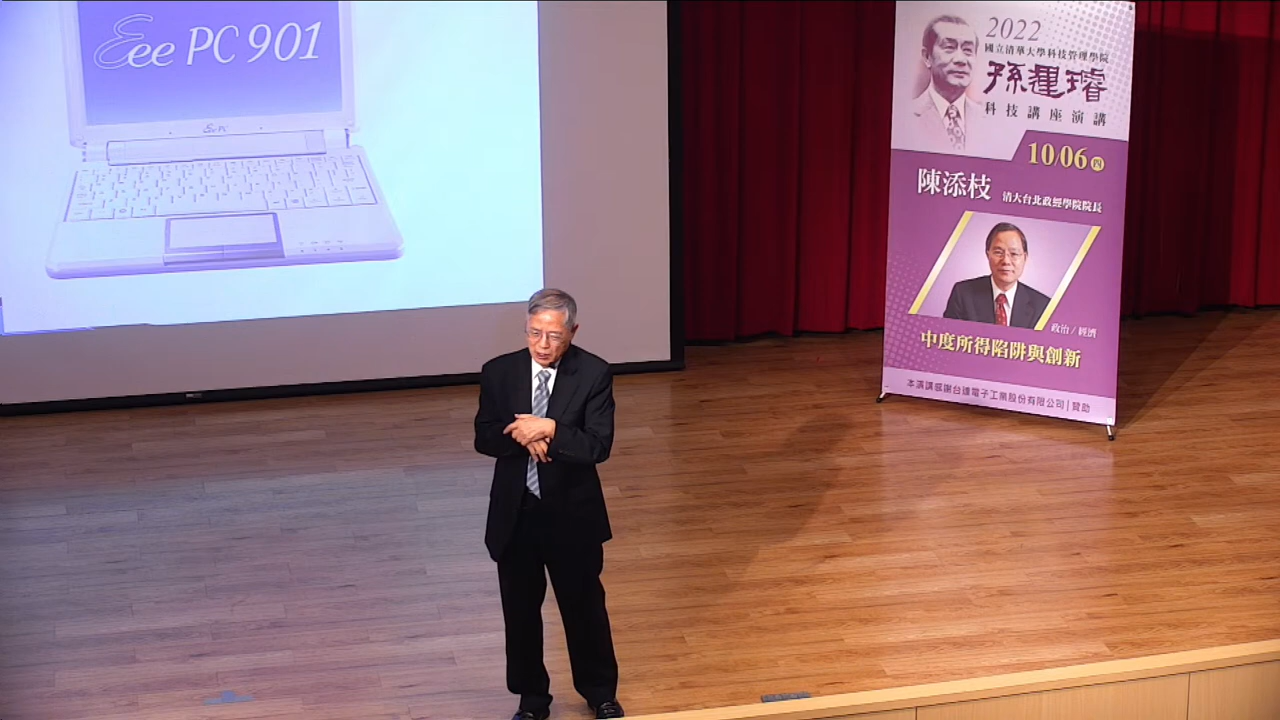 Eee PC 901
Eee PC
2022
國立清華大學科技管理學院
孫運璿
科技講座演講
10/06 四
陳添枝 清大台北政經學院院長
政治/經濟
中度所得陷阱與創新
本演講感謝台達電子工業股份有限公司|贊助